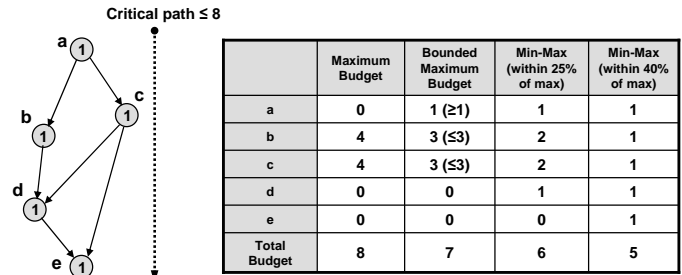 Critical path ≤ 8
a
1
c
1
b
1
d
1
e
1
Maximum Budget
Bounded Maximum Budget
Min-Max (within 25% of max)
Min-Max (within 40% of max)
a 0 1 (≥1) 1 1
b 4 3 (≤3) 2 1
c 4 3 (≤3) 2 1
d 0 0 1 1
e 0 0 0 1
Total Budget 8 7 6 5